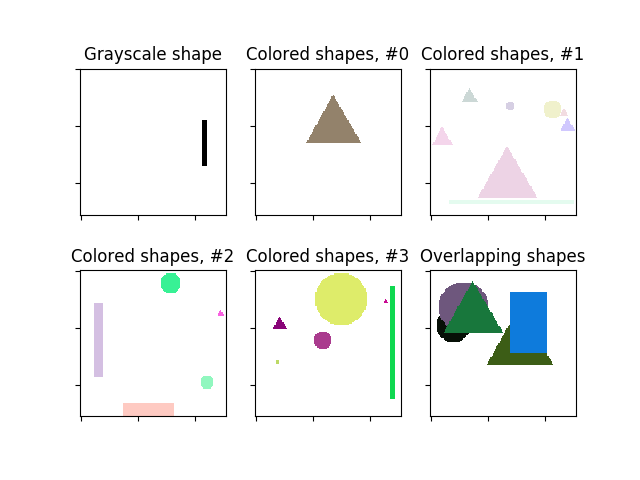 Grayscale shape
Colored shapes, #0
Colored shapes, #1
Colored shapes, #2
Colored shapes, #3
Overlapping shapes